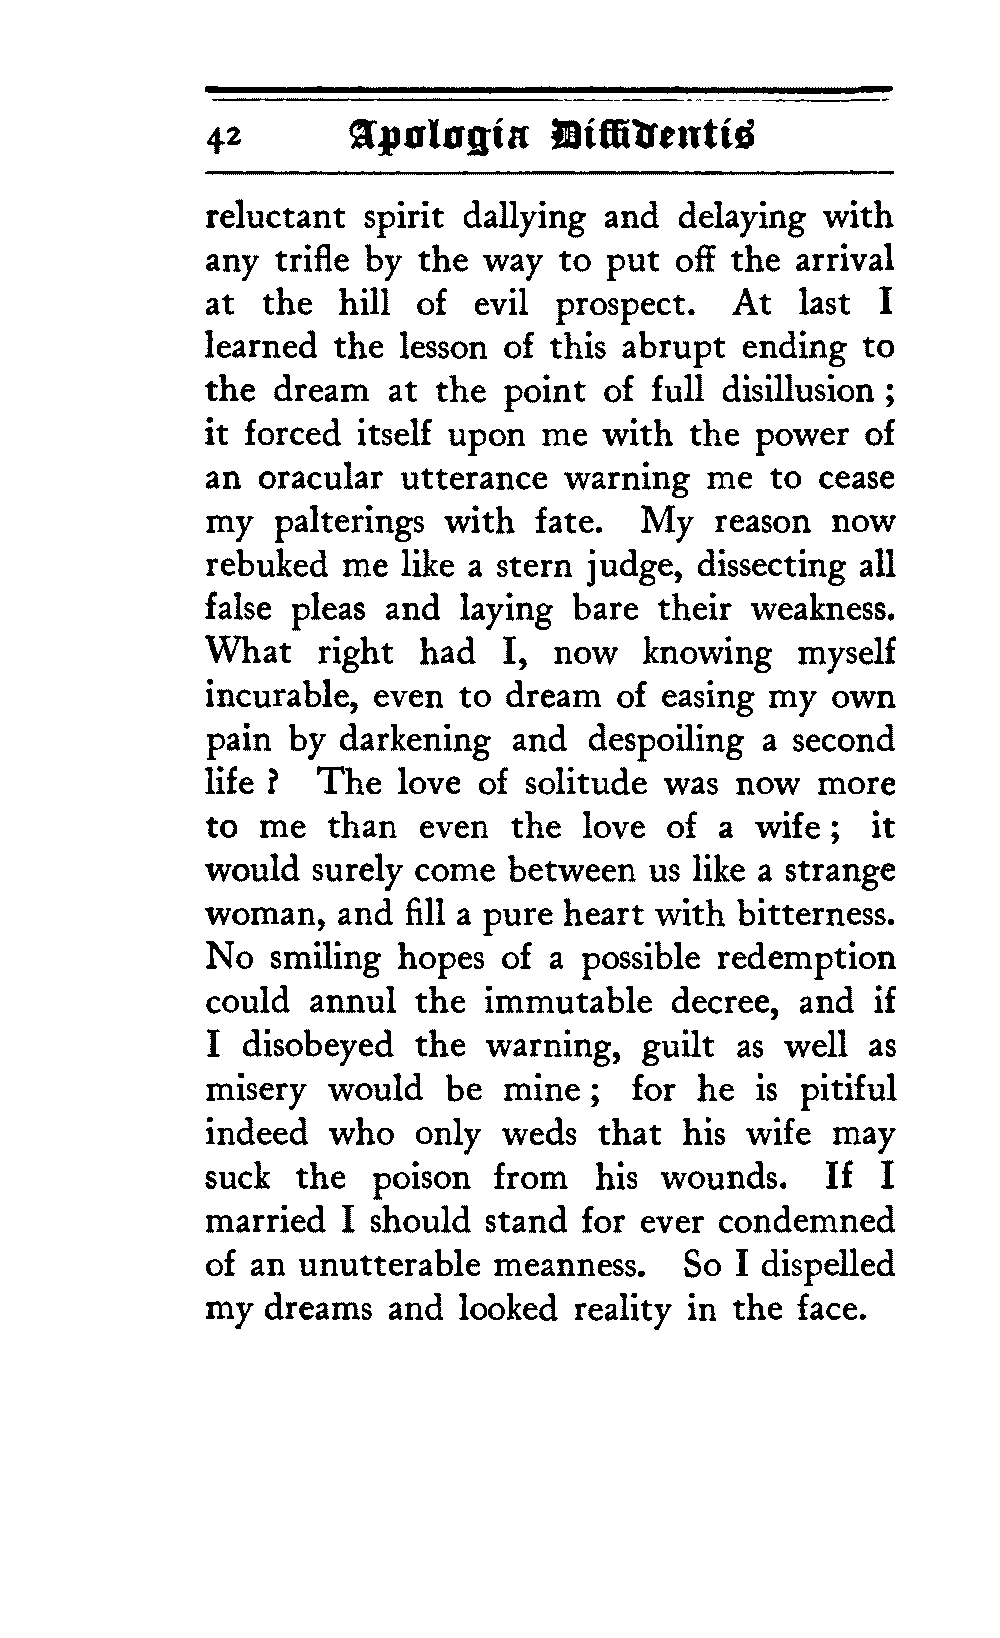 42 Apologia Diffidentis
reluctant spirit dallying and delaying with
any trifle by the way to put off the arrival
at the hill of evil prospect. At last I
learned the lesson of this abrupt ending to
the dream at the point of full disillusion ;
it forced itself upon me with the power of
an oracular utterance warning me to cease
my palterings with fate. My reason now
rebuked me like a stern judge, dissecting all
false pleas and laying bare their weakness.
What right had I, now knowing myself
incurable, even to dream of easing my own
pain by darkening and despoiling a second
life ? The love of solitude was now more
to me than even the love of a wife ; it
would surely come between us like a strange
woman, and fill a pure heart with bitterness.
No smiling hopes of a possible redemption
could annul the immutable decree, and if
I disobeyed the warning, guilt as well as
misery would be mine ; for he is pitiful
indeed who only weds that his wife may
suck the poison from his wounds. If I
married I should stand for ever condemned
of an unutterable meanness. So I dispelled
my dreams and looked reality in the face.